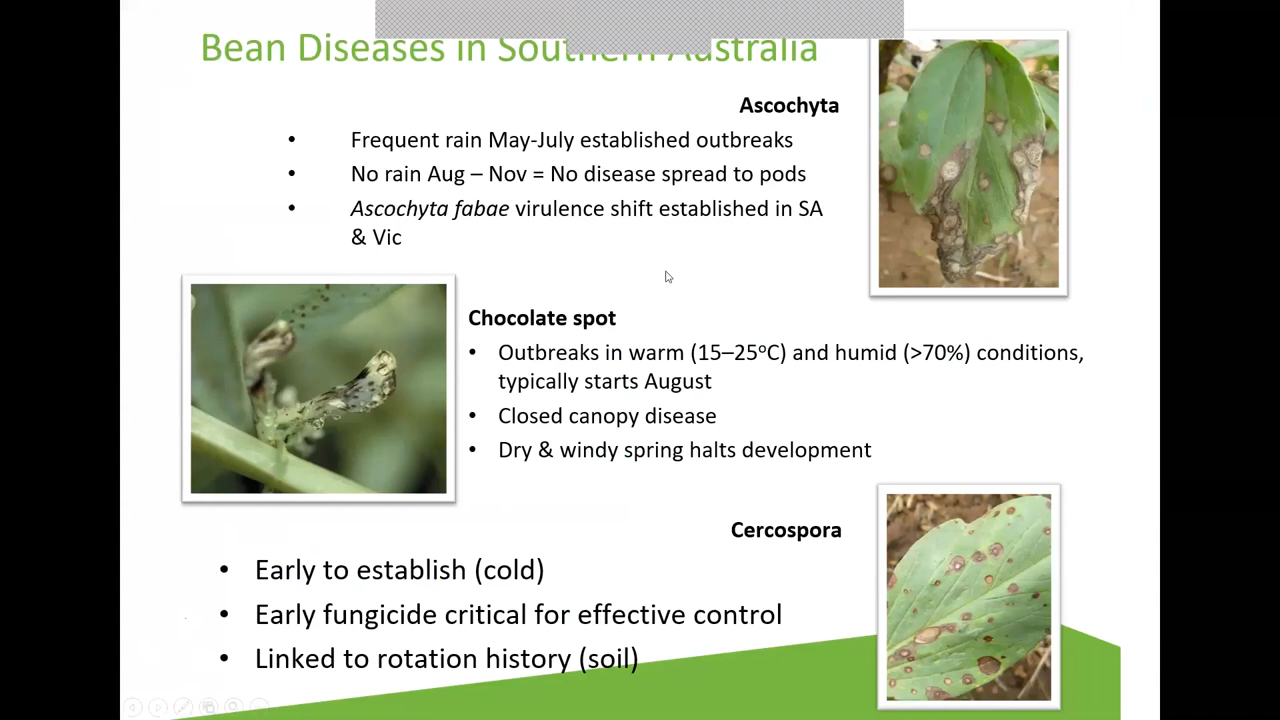 Bean Diseases in Southern Australia
Ascochyta
• Frequent rain May-July established outbreaks
• No rain Aug – Nov = No disease spread to pods
• Ascochyta fabae virulence shift established in SA
& Vic
Chocolate spot
• Outbreaks in warm (15–25°C) and humid (>70%) conditions,
typically starts August
• Closed canopy disease
• Dry & windy spring halts development
Cercospora
• Early to establish (cold)
• Early fungicide critical for effective control
• Linked to rotation history (soil)